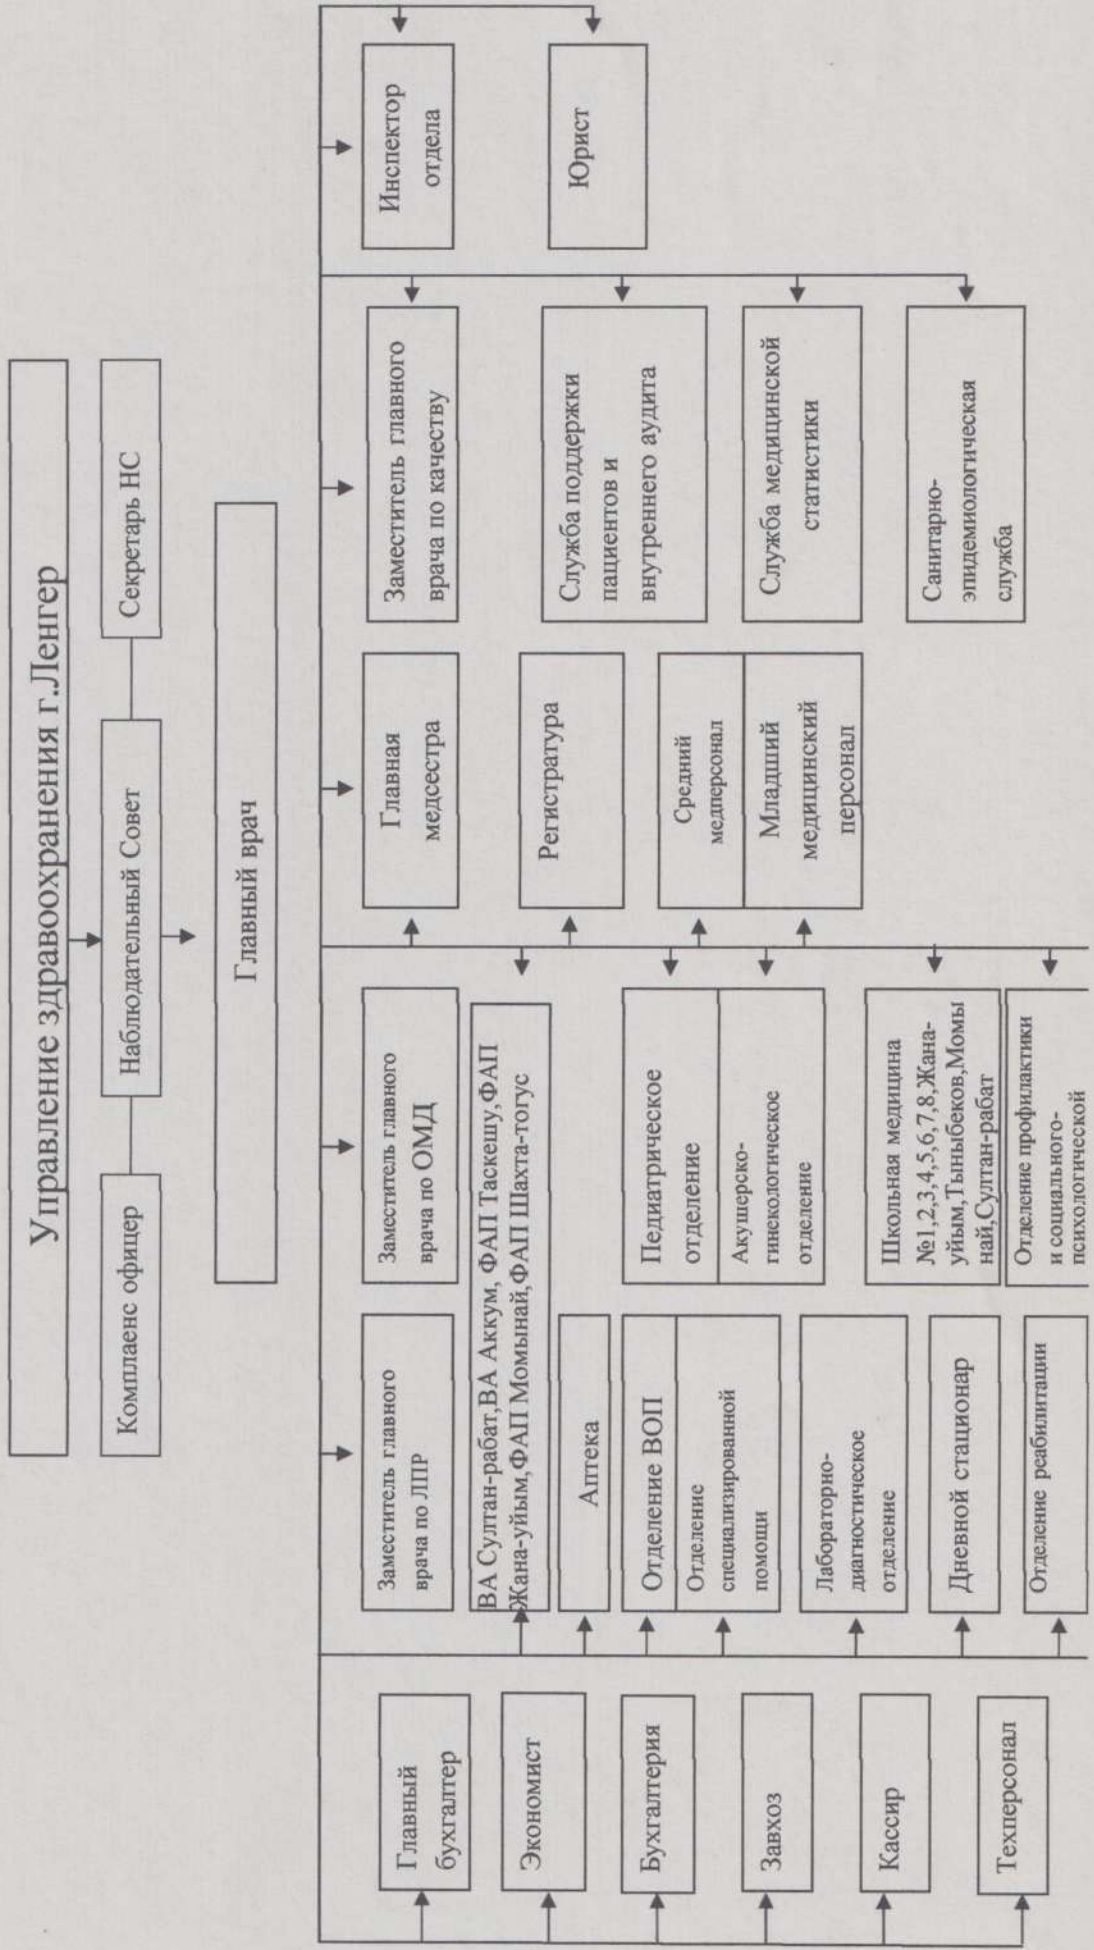 Управление здравоохранения г.Ленгер
Комплаенс офицер
Наблюдательный Совет
Секретарь НС
Главный врач
Главный
бухгалтер
Экономист
Бухгалтерия
Завхоз
Кассир
Техперсонал
Заместитель главного
врача по ЛПР
Заместитель главного
врача по ОМД
ВА Султан-рабат,ВА Аккум, ФАП Таскешу,ФАП
Жана-уйым,ФАП Момынай,ФАП Шахта-тогус
Аптека
Отделение ВОП
Отделение
специализированной
помощи
Лабораторно-
диагностическое
отделение
Дневной стационар
Отделение реабилитации
Педиатрическое
отделение
Акушерско-
гинекологическое
отделение
Школьная медицина
№1,2,3,4,5,6,7,8,Жана-
уйым,Тыныбеков,Момы
най,Султан-рабат
Отделение профилактики
и социального-
психологической
Главная
медсестра
Регистратура
Средний
медперсонал
Младший
медицинский
персонал
Заместитель главного
врача по качеству
Служба поддержки
пациентов и
внутреннего аудита
Служба медицинской
статистики
Санитарно-
эпидемиологическая
служба
Инспектор
отдела
Юрист